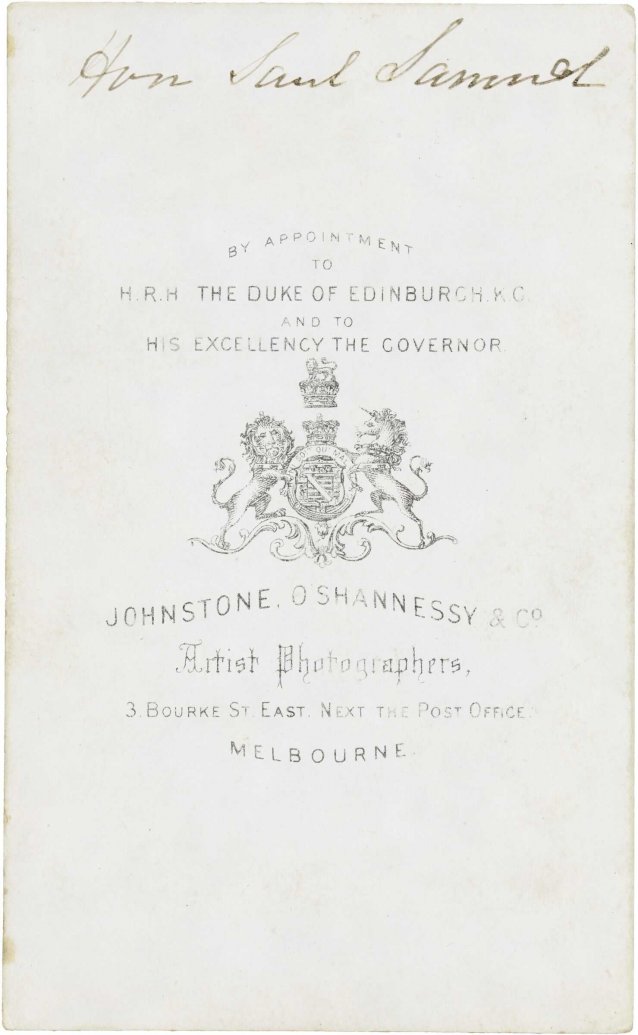 Hon Saul Samuel
BY APPOINTMENT
TO
H.R.H THE DUKE OF EDINBURGH. K.G.
AND TO
HIS EXCELLENCY THE GOVERNOR.
QUI
JOHNSTONE, O'SHANNESSY & Co
Artist Photographers,
3. BOURKE ST. EAST. NEXT THE POST OFFICE.
MELBOURNE.